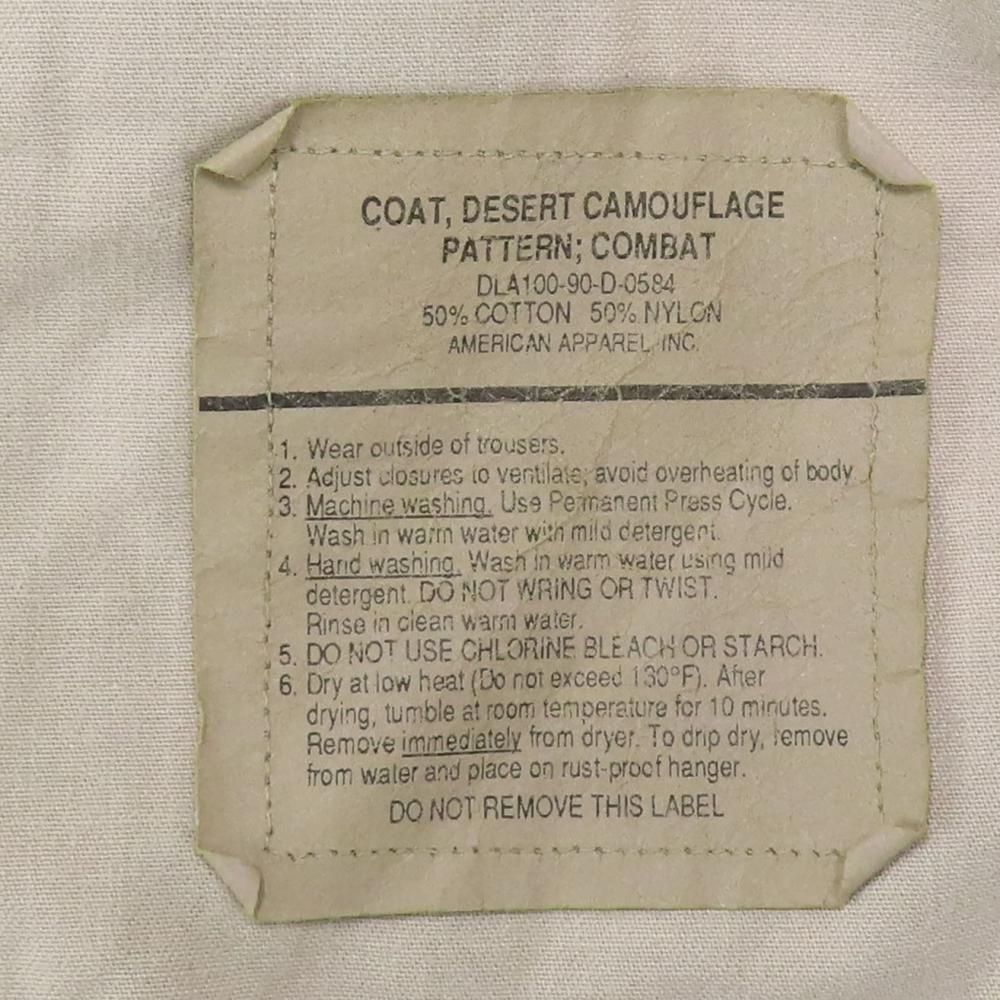 COAT, DESERT CAMOUFLAGE
PATTERN; COMBAT
DLA100-90-D-0584
50% COTTON 50% NYLON
AMERICAN APPAREL, INC.
1. Wear outside of trousers.
2. Adjust closures to ventilate; avoid overheating of body.
3. Machine washing. Use Permanent Press Cycle.
Wash in warm water with mild detergent.
4. Hand washing. Wash in warm water using mild
detergent. DO NOT WRING OR TWIST.
Rinse in clean warm water.
5. DO NOT USE CHLORINE BLEACH OR STARCH.
6. Dry at low heat (Do not exceed 130°F). After
drying, tumble at room temperature for 10 minutes.
Remove immediately from dryer. To drip dry, remove
from water and place on rust-proof hanger.
DO NOT REMOVE THIS LABEL